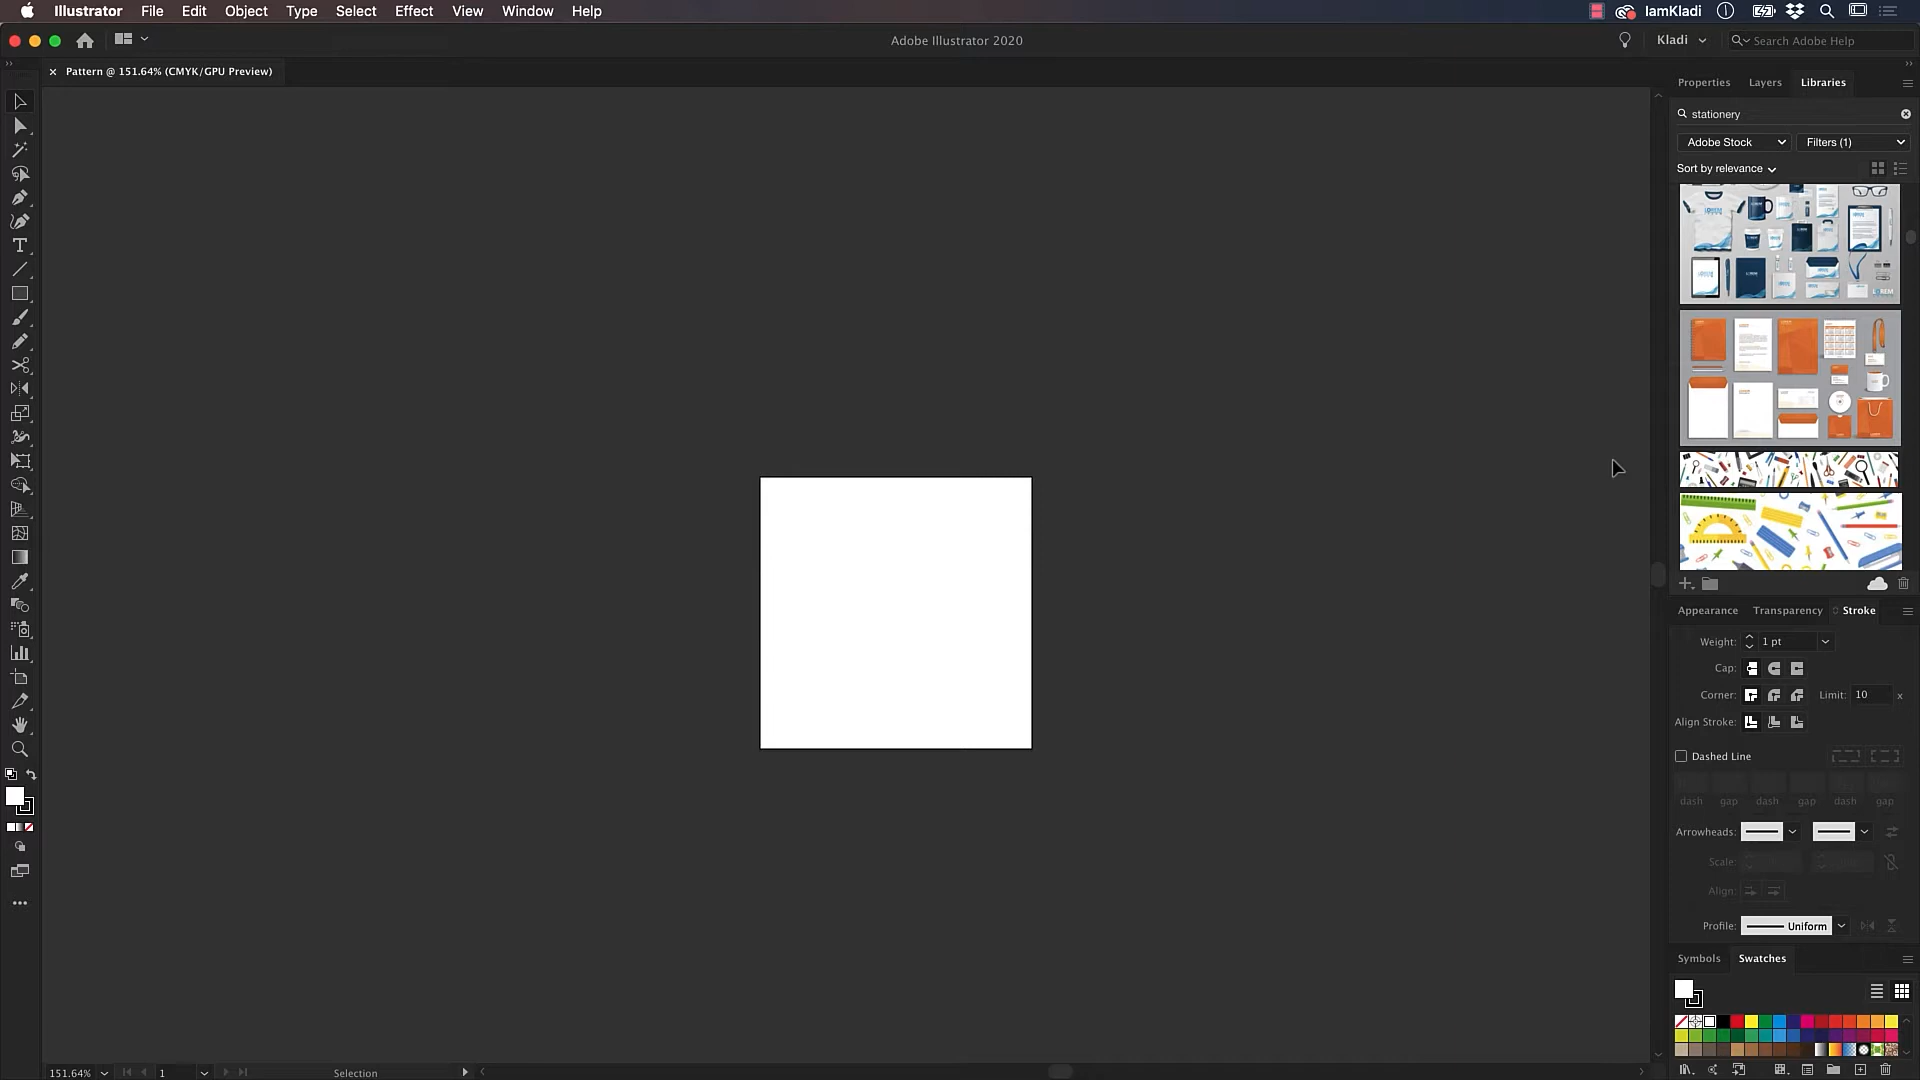 Illustrator File Edit Object Type Select Effect View Window Help
IamKladi
Adobe Illustrator 2020
Kladi
Search Adobe Help
Pattern @ 151.64% (CMYK/GPU Preview)
Properties Layers Libraries
stationery
Adobe Stock Filters (1)
Sort by relevance
LOREM
Appearance Transparency Stroke
Weight: 1 pt
Cap:
Corner: Limit: 10 x
Align Stroke:
Dashed Line
dash gap dash gap dash gap
Arrowheads:
Scale:
Align:
Profile: Uniform
Symbols Swatches
151.64% 1 Selection